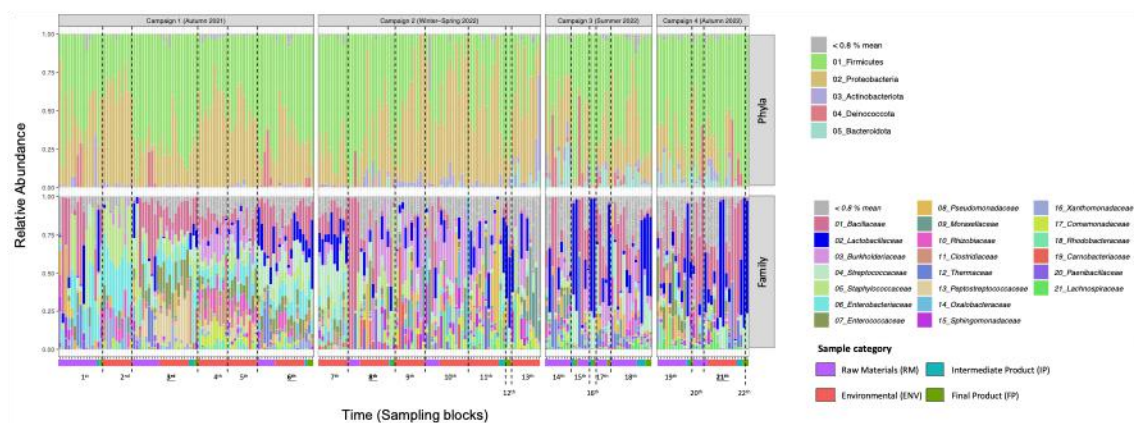 Campaign 1 (Autumn 2021)
Campaign 2 (Winter–Spring 2022)
Campaign 3 (Summer 2022)
Campaign 4 (Autumn 2022)
Relative Abundance
1.00
0.75
0.50
0.25
0.00
Phyla
1.00
0.75
0.50
0.25
0.00
Family
1st
2nd
3rd
4th
5th
6th
7th
8th
9th
10th
11th
12th
13th
14th
15th
16th
17th
18th
19th
20th
21th
22th
Time (Sampling blocks)
< 0.8 % mean
01_Firmicutes
02_Proteobacteria
03_Actinobacteriota
04_Deinococcota
05_Bacteroidota
< 0.8 % mean
01_Bacillaceae
02_Lactobacillaceae
03_Burkholderiaceae
04_Streptococcaceae
05_Staphylococcaceae
06_Enterobacteriaceae
07_Enterococcaceae
08_Pseudomonadaceae
09_Moraxellaceae
10_Rhizobiaceae
11_Clostridiaceae
12_Thermaceae
13_Peptostreptococcaceae
14_Oxalobacteraceae
15_Sphingomonadaceae
16_Xanthomonadaceae
17_Comamonadaceae
18_Rhodobacteraceae
19_Carnobacteriaceae
20_Paenibacillaceae
21_Lachnospiraceae
Sample category
Raw Materials (RM)
Intermediate Product (IP)
Environmental (ENV)
Final Product (FP)